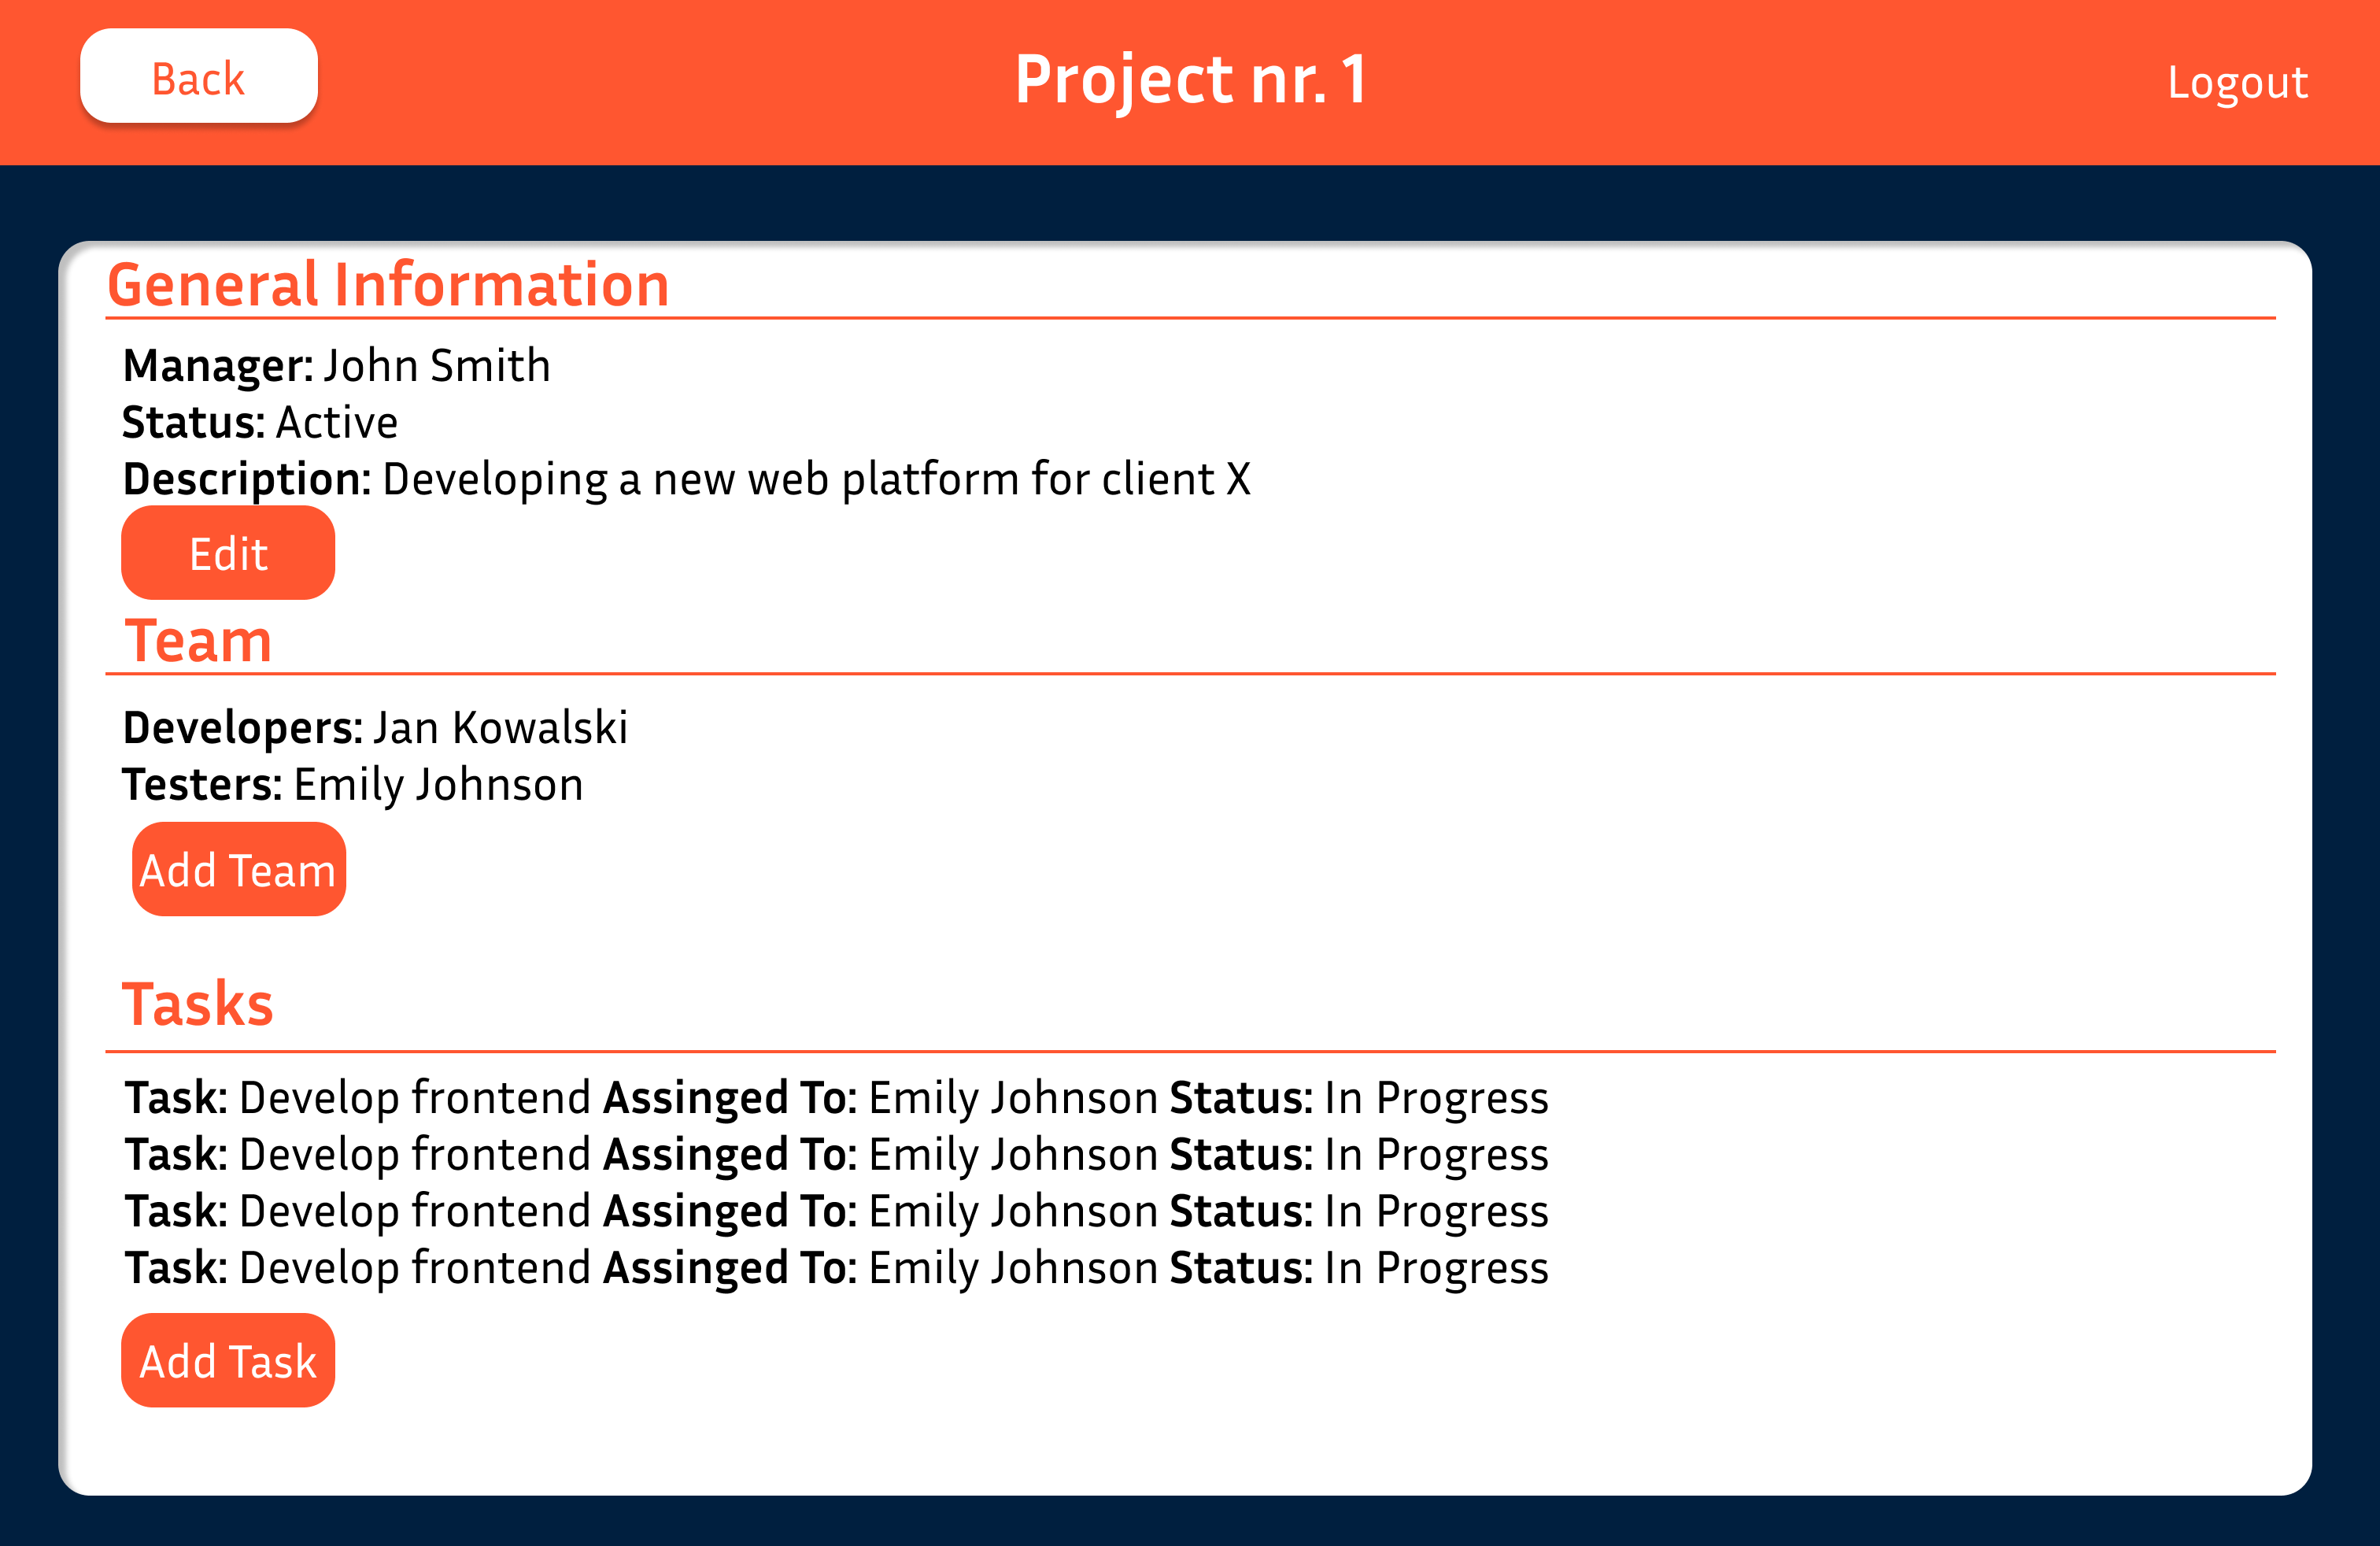 Back
Project nr. 1
Logout
General Information
Manager: John Smith
Status: Active
Description: Developing a new web platform for client X
Edit
Team
Developers: Jan Kowalski
Testers: Emily Johnson
Add Team
Tasks
Task: Develop frontend Assinged To: Emily Johnson Status: In Progress
Task: Develop frontend Assinged To: Emily Johnson Status: In Progress
Task: Develop frontend Assinged To: Emily Johnson Status: In Progress
Task: Develop frontend Assinged To: Emily Johnson Status: In Progress
Add Task